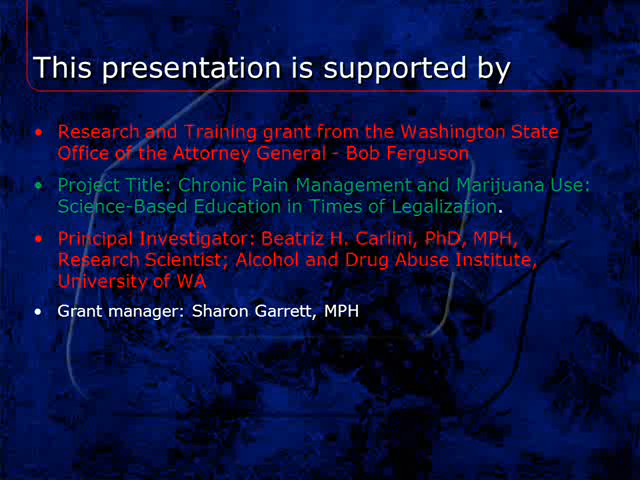 This presentation is supported by
• Research and Training grant from the Washington State
Office of the Attorney General - Bob Ferguson
• Project Title: Chronic Pain Management and Marijuana Use:
Science-Based Education in Times of Legalization.
• Principal Investigator: Beatriz H. Carlini, PhD, MPH,
Research Scientist; Alcohol and Drug Abuse Institute,
University of WA
• Grant manager: Sharon Garrett, MPH